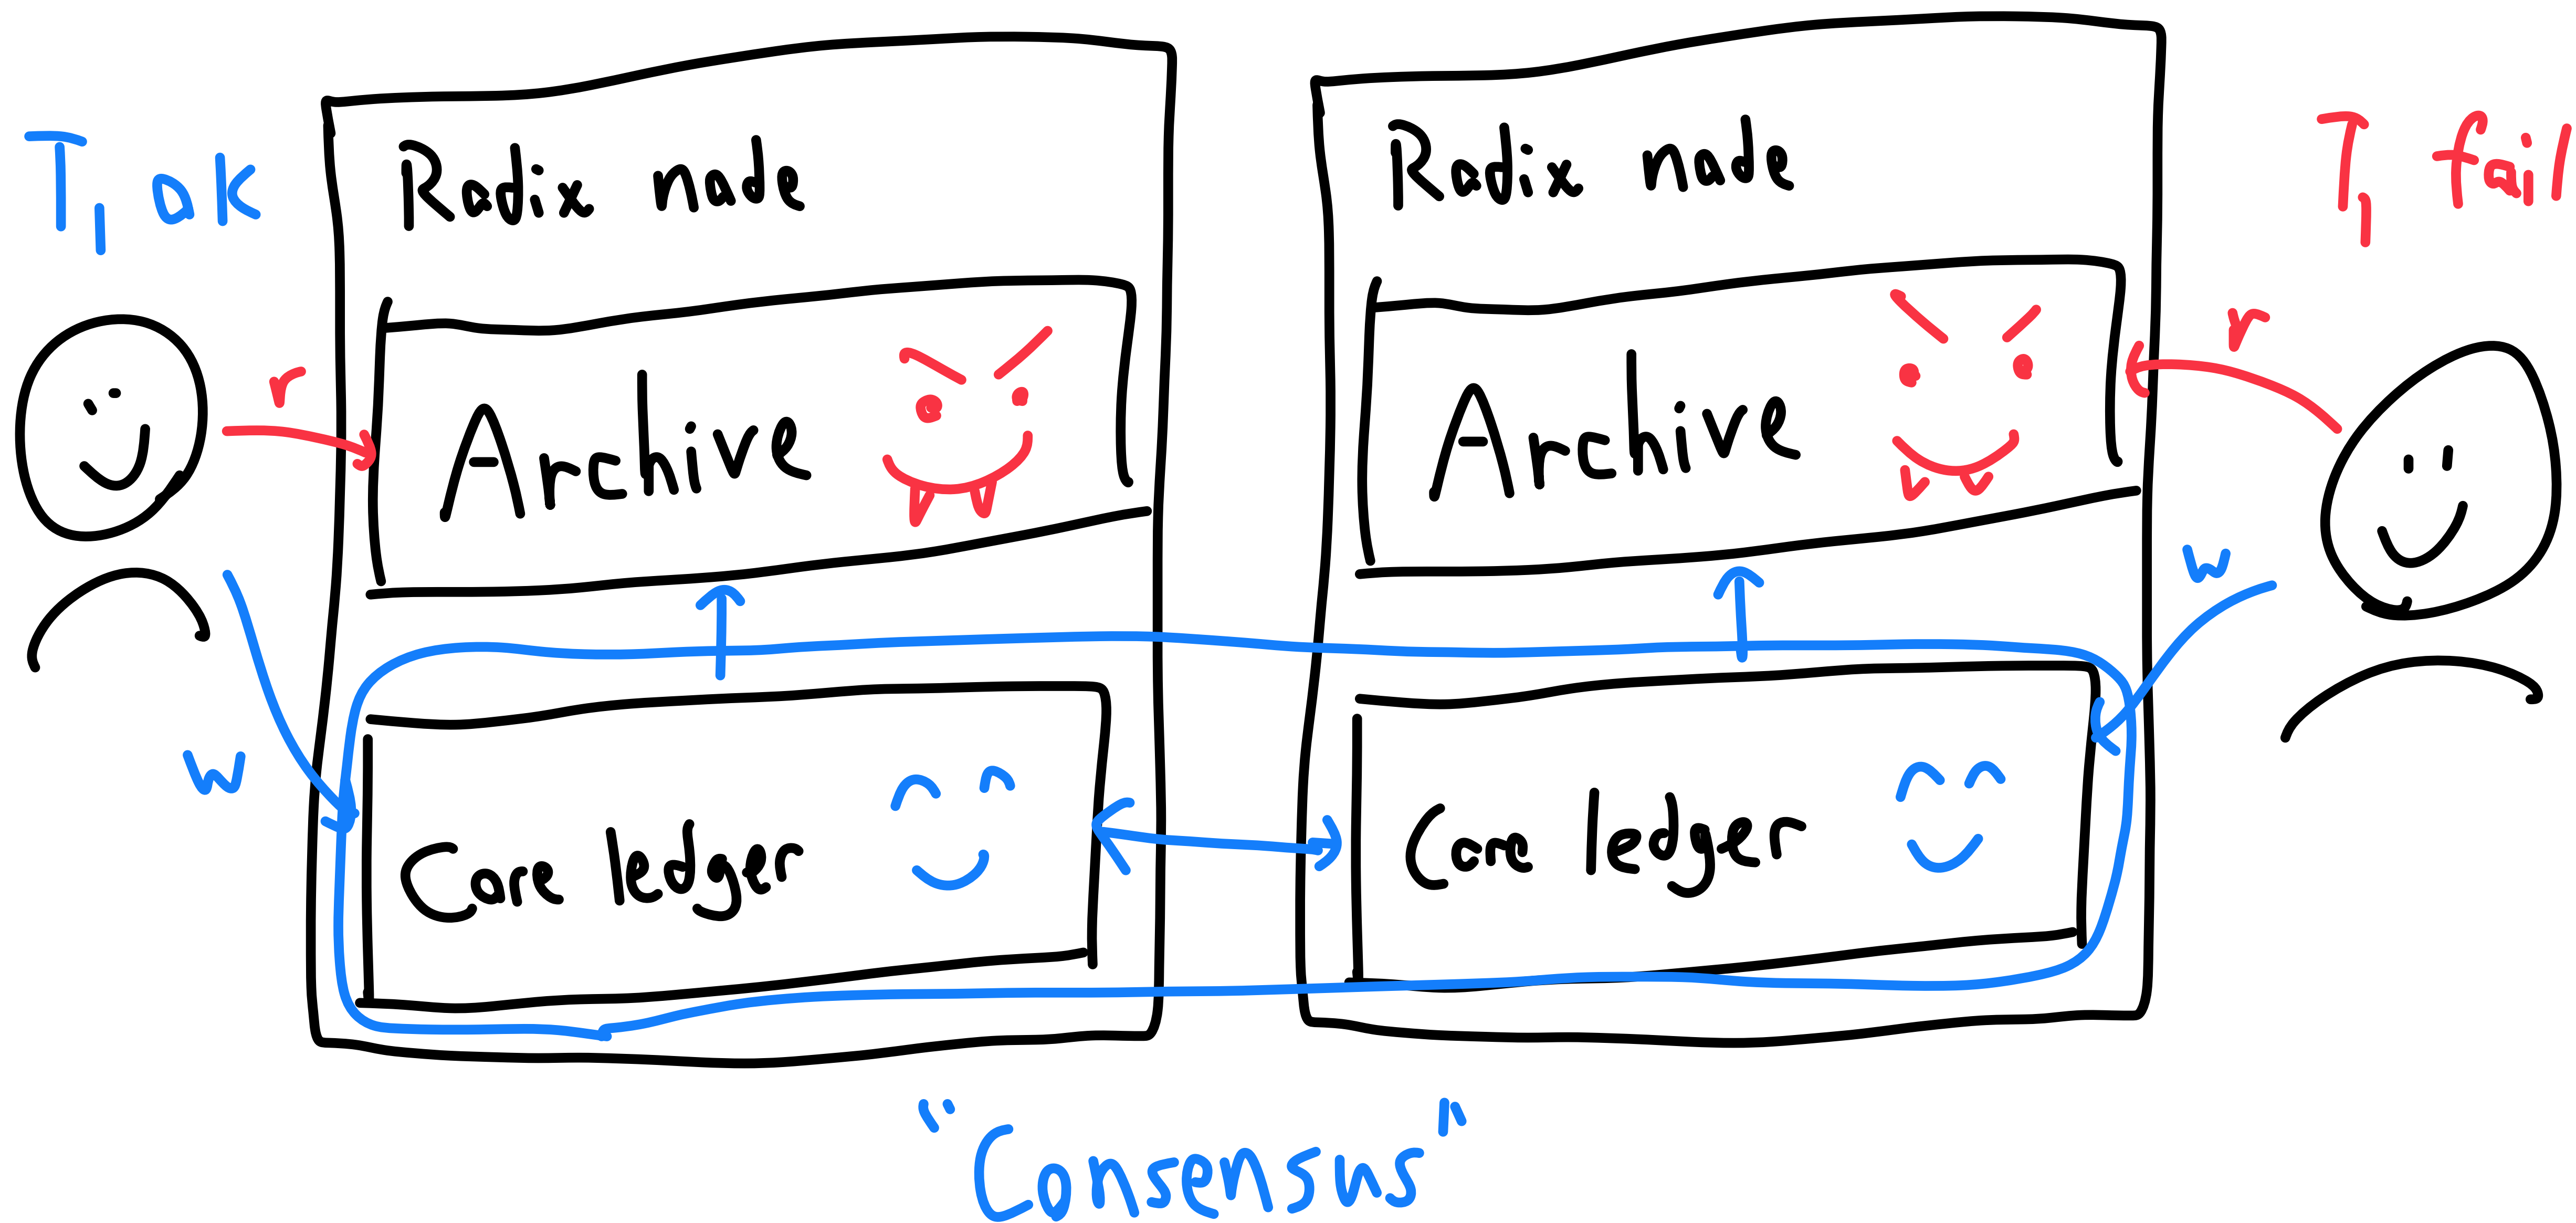 T1 ok
Radix node
Radix node
T1 fail
r
Archive
Archive
r
w
w
Core ledger
Core ledger
"Consensus"